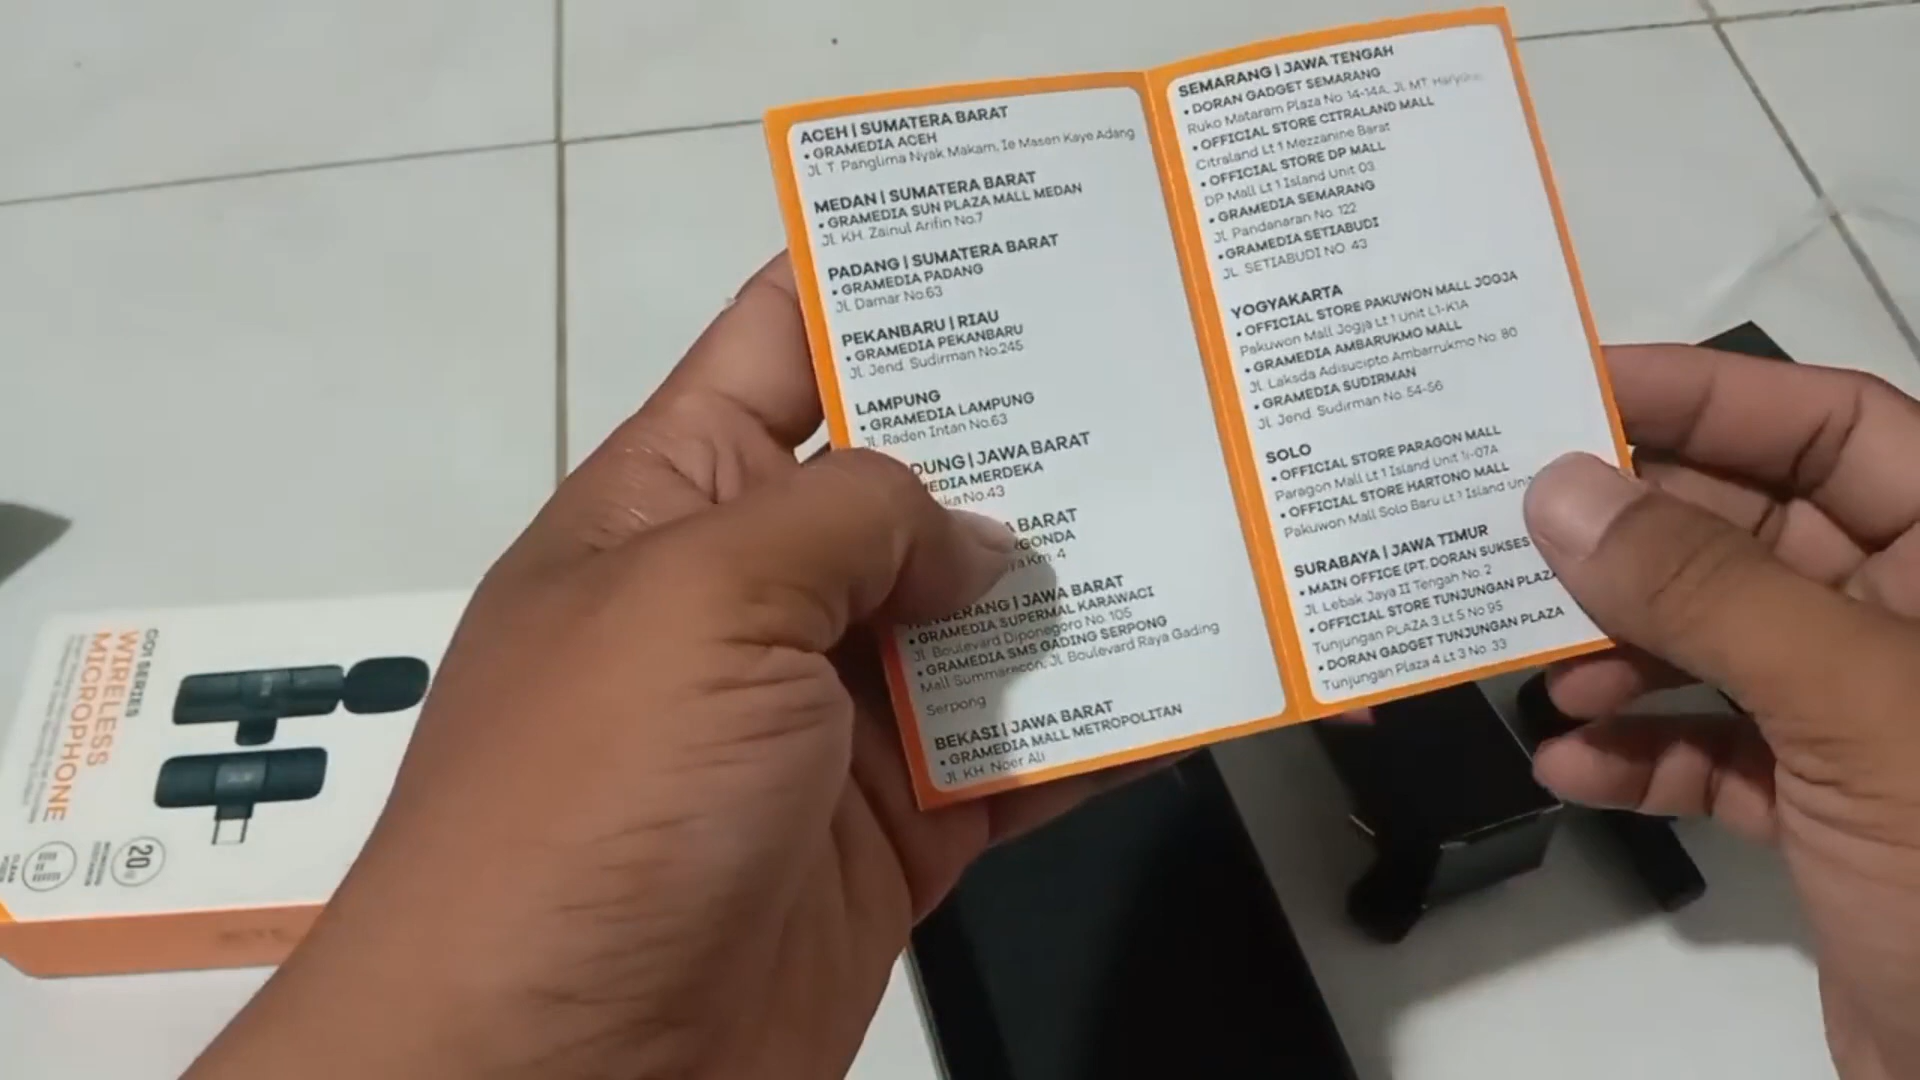 ACEH | SUMATERA BARAT
• GRAMEDIA ACEH
Jl. T. Panglima Nyak Makam, Ie Masen Kaye Adang
MEDAN | SUMATERA BARAT
• GRAMEDIA SUN PLAZA MALL MEDAN
Jl. KH. Zainul Arifin No.7
PADANG | SUMATERA BARAT
• GRAMEDIA PADANG
Jl. Damar No.63
PEKANBARU | RIAU
• GRAMEDIA PEKANBARU
Jl. Jend. Sudirman No.245
LAMPUNG
• GRAMEDIA LAMPUNG
Jl. Raden Intan No.63
DUNG | JAWA BARAT
EDIA MERDEKA
ka No.43
A BARAT
GONDA
ya Km. 4
GERANG | JAWA BARAT
• GRAMEDIA SUPERMAL KARAWACI
Jl. Boulevard Diponegoro No. 105
• GRAMEDIA SMS GADING SERPONG
Mall Summarecon, Jl. Boulevard Raya Gading
Serpong
BEKASI | JAWA BARAT
• GRAMEDIA MALL METROPOLITAN
Jl. KH. Noer Ali
SEMARANG | JAWA TENGAH
• DORAN GADGET SEMARANG
Ruko Mataram Plaza No 14-14A, Jl. MT. Haryono
• OFFICIAL STORE CITRALAND MALL
Citraland Lt 1 Mezzanine Barat
• OFFICIAL STORE DP MALL
DP Mall Lt 1 Island Unit 03
• GRAMEDIA SEMARANG
Jl. Pandanaran No. 122
• GRAMEDIA SETIABUDI
JL. SETIABUDI NO. 43
YOGYAKARTA
• OFFICIAL STORE PAKUWON MALL JOGJA
Pakuwon Mall Jogja Lt 1 Unit L1-K1A
• GRAMEDIA AMBARUKMO MALL
Jl. Laksda Adisucipto Ambarrukmo No. 80
• GRAMEDIA SUDIRMAN
Jl. Jend. Sudirman No. 54-56
SOLO
• OFFICIAL STORE PARAGON MALL
Paragon Mall Lt 1 Island Unit 1i-07A
• OFFICIAL STORE HARTONO MALL
Pakuwon Mall Solo Baru Lt 1 Island Un
SURABAYA | JAWA TIMUR
• MAIN OFFICE (PT. DORAN SUKSES
Jl. Lebak Jaya II Tengah No. 2
• OFFICIAL STORE TUNJUNGAN PLAZA
Tunjungan PLAZA 3 Lt 5 No 95
• DORAN GADGET TUNJUNGAN PLAZA
Tunjungan Plaza 4 Lt 3 No. 33
CO1 SERIES
WIRELESS
MICROPHONE
20